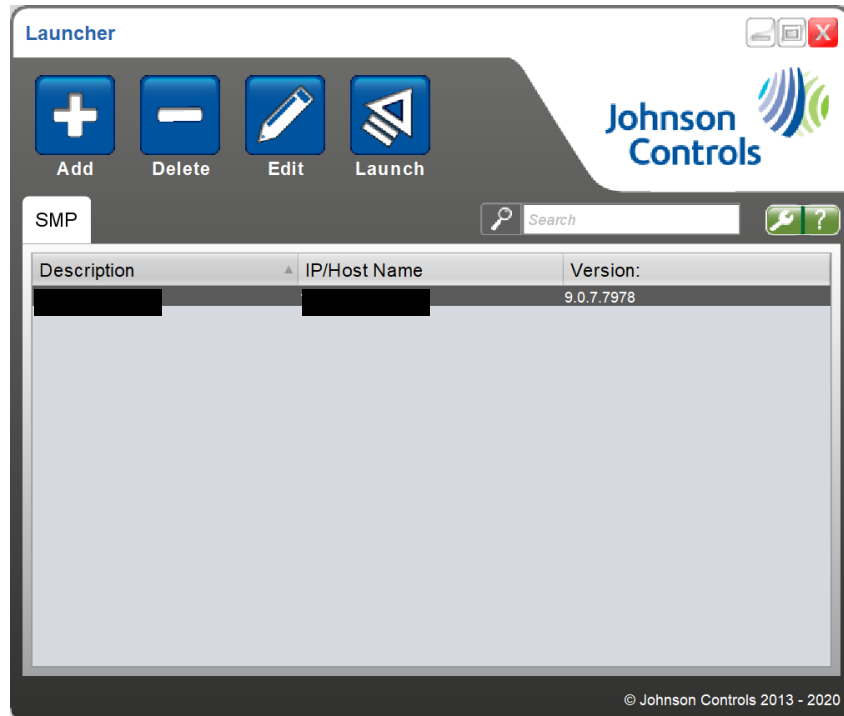 Launcher
Johnson
Controls
Add Delete Edit Launch
SMP
Search
?
Description IP/Host Name Version:
9.0.7.7978
© Johnson Controls 2013 - 2020